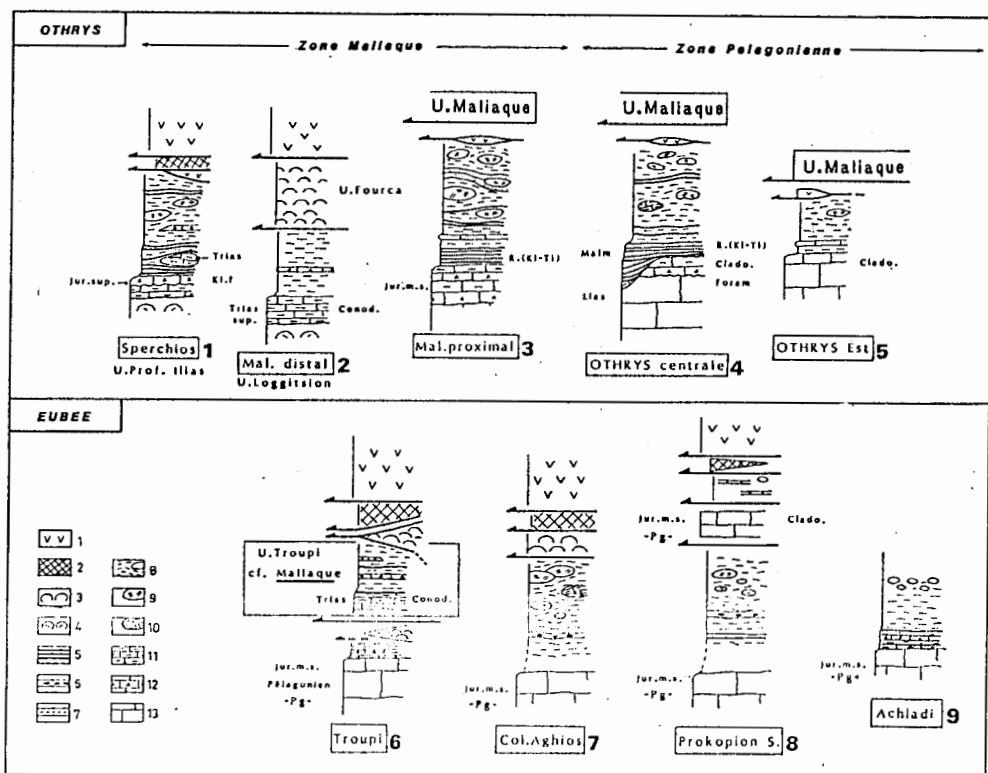 OTHRYS
Zone Maliaque
Zone Pelagonienne
U.Maliaque
U.Maliaque
U.Maliaque
U.Fourca
Trias
Jur.sup.
Kl.?
Trias
sup.
Conod.
Jur.m.s.
R.(Kl-Ti)
Malm
Lias
R.(Kl-Ti)
Clado.
Foram
Clado.
Sperchios 1
U.Prof. Ilias
Mal. distal 2
U.Loggitsion
Mal.proximal 3
OTHRYS centrale 4
OTHRYS Est 5
EUBEE
1
2
3
4
5
5
7
8
9
10
11
12
13
U.Troupi
cf. Maliaque
Trias
Conod.
Jur.m.s.
Pélagonien
-Pg-
Troupi 6
Jur.m.s.
-Pg-
Col.Aghios 7
Jur.m.s.
-Pg-
Clado.
Jur.m.s.
-Pg-
Prokopion S. 8
Jur.m.s.
-Pg-
Achladi 9